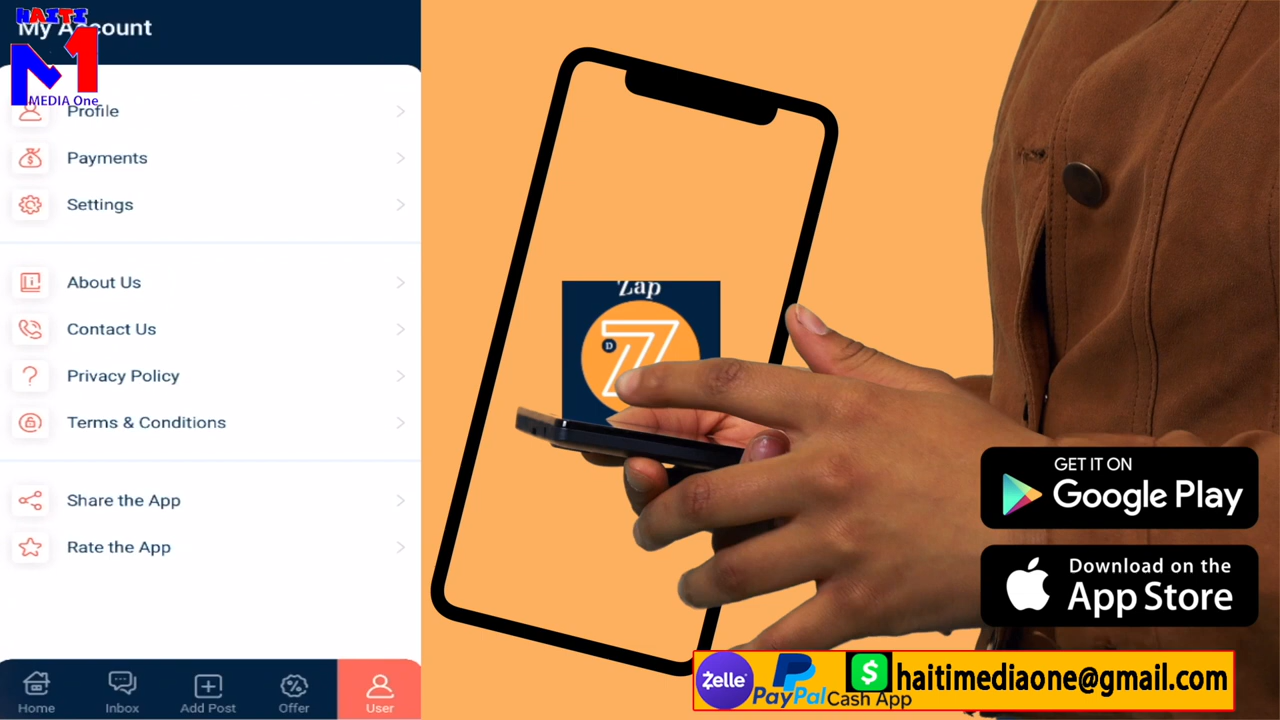 HAITI
My Account
M1
MEDIA One
Profile
Payments
Settings
About Us
Contact Us
Privacy Policy
Terms & Conditions
Share the App
Rate the App
Home
Inbox
Add Post
Offer
User
Zap
D
Z
GET IT ON
Google Play
Download on the
App Store
Zelle
PayPal
$
Cash App
haitimediaone@gmail.com